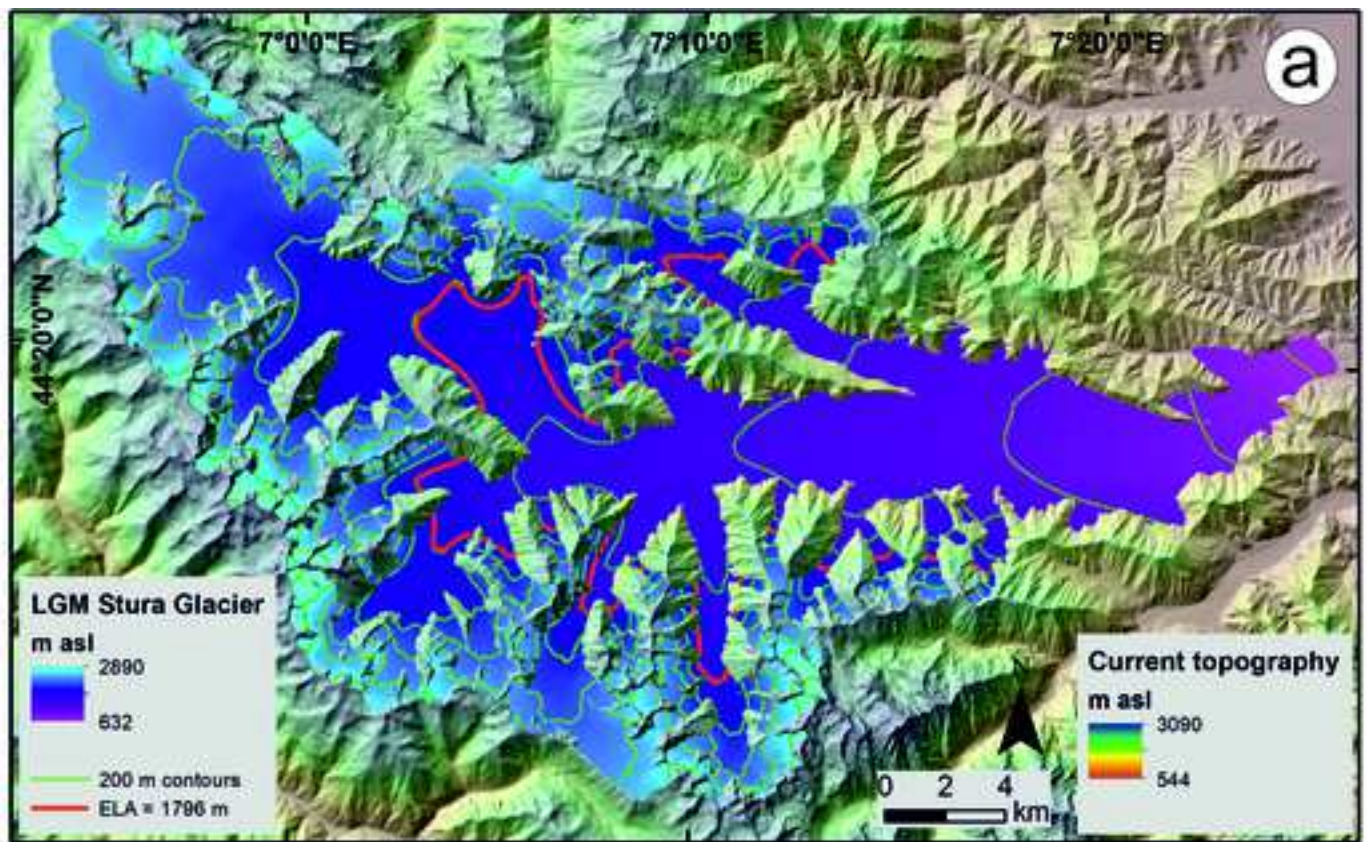 7°0'0"E 7°10'0"E 7°20'0"E
a
44°20'0"N
LGM Stura Glacier
m asl
2890
632
200 m contours
ELA = 1796 m
Current topography
m asl
3090
544
0 2 4
km